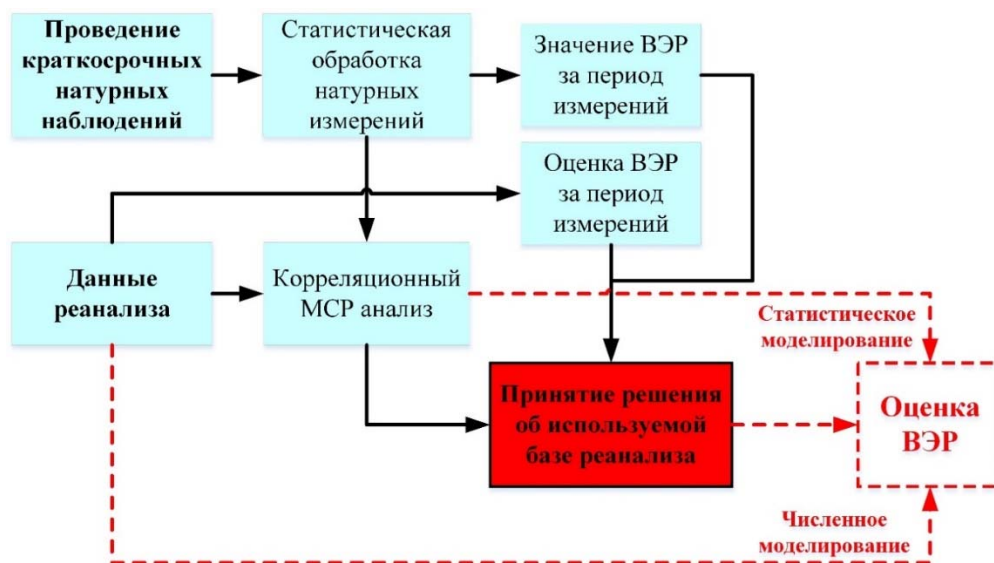 Проведение
краткосрочных
натурных
наблюдений
Статистическая
обработка
натурных
измерений
Значение ВЭР
за период
измерений
Оценка ВЭР
за период
измерений
Данные
реанализа
Корреляционный
МСР анализ
Статистическое
моделирование
Принятие решения
об используемой
базе реанализа
Оценка
ВЭР
Численное
моделирование